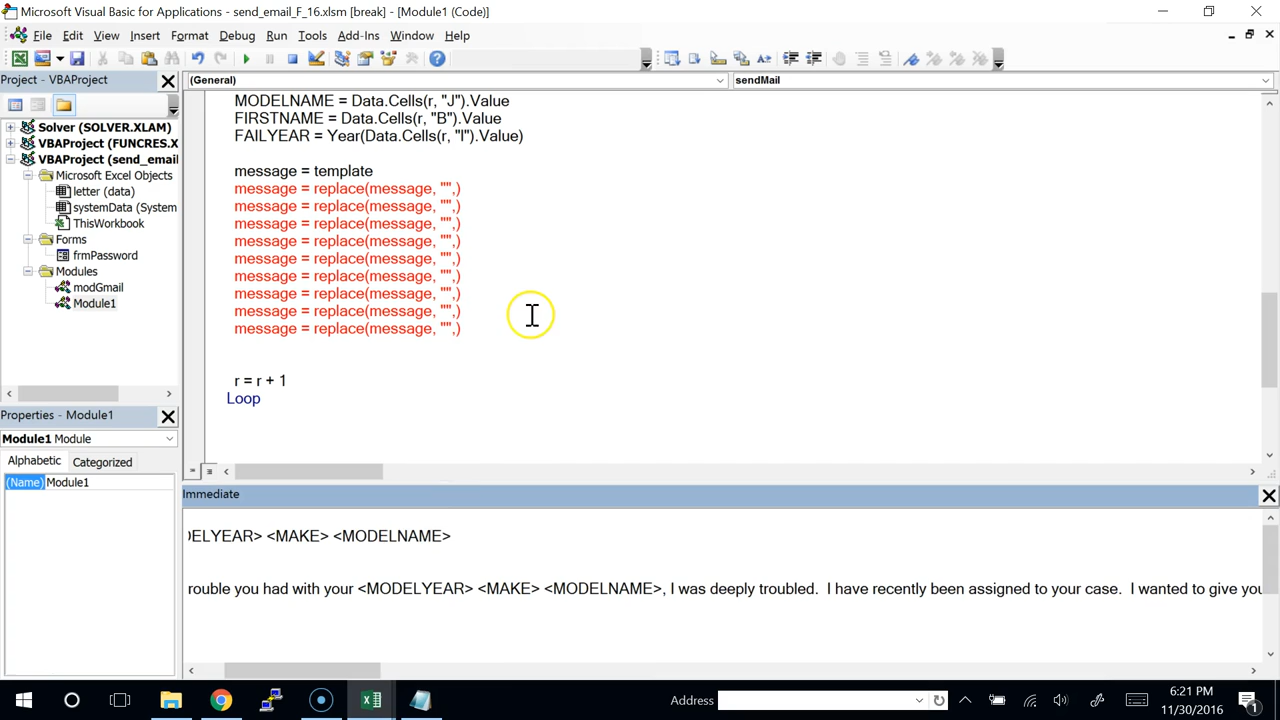 Microsoft Visual Basic for Applications - send_email_F_16.xlsm [break] - [Module1 (Code)]
File Edit View Insert Format Debug Run Tools Add-Ins Window Help
Project - VBAProject
(General)
sendMail
Solver (SOLVER.XLAM)
VBAProject (FUNCRES.X
VBAProject (send_email
Microsoft Excel Objects
letter (data)
systemData (System
ThisWorkbook
Forms
frmPassword
Modules
modGmail
Module1
MODELNAME = Data.Cells(r, "J").Value
FIRSTNAME = Data.Cells(r, "B").Value
FAILYEAR = Year(Data.Cells(r, "I").Value)
message = template
message = replace(message, "",)
message = replace(message, "",)
message = replace(message, "",)
message = replace(message, "",)
message = replace(message, "",)
message = replace(message, "",)
message = replace(message, "",)
message = replace(message, "",)
message = replace(message, "",)
r = r + 1
Loop
Properties - Module1
Module1 Module
Alphabetic Categorized
(Name) Module1
Immediate
DELYEAR> <MAKE> <MODELNAME>
rouble you had with your <MODELYEAR> <MAKE> <MODELNAME>, I was deeply troubled.  I have recently been assigned to your case.  I wanted to give you
Address
6:21 PM
11/30/2016
1